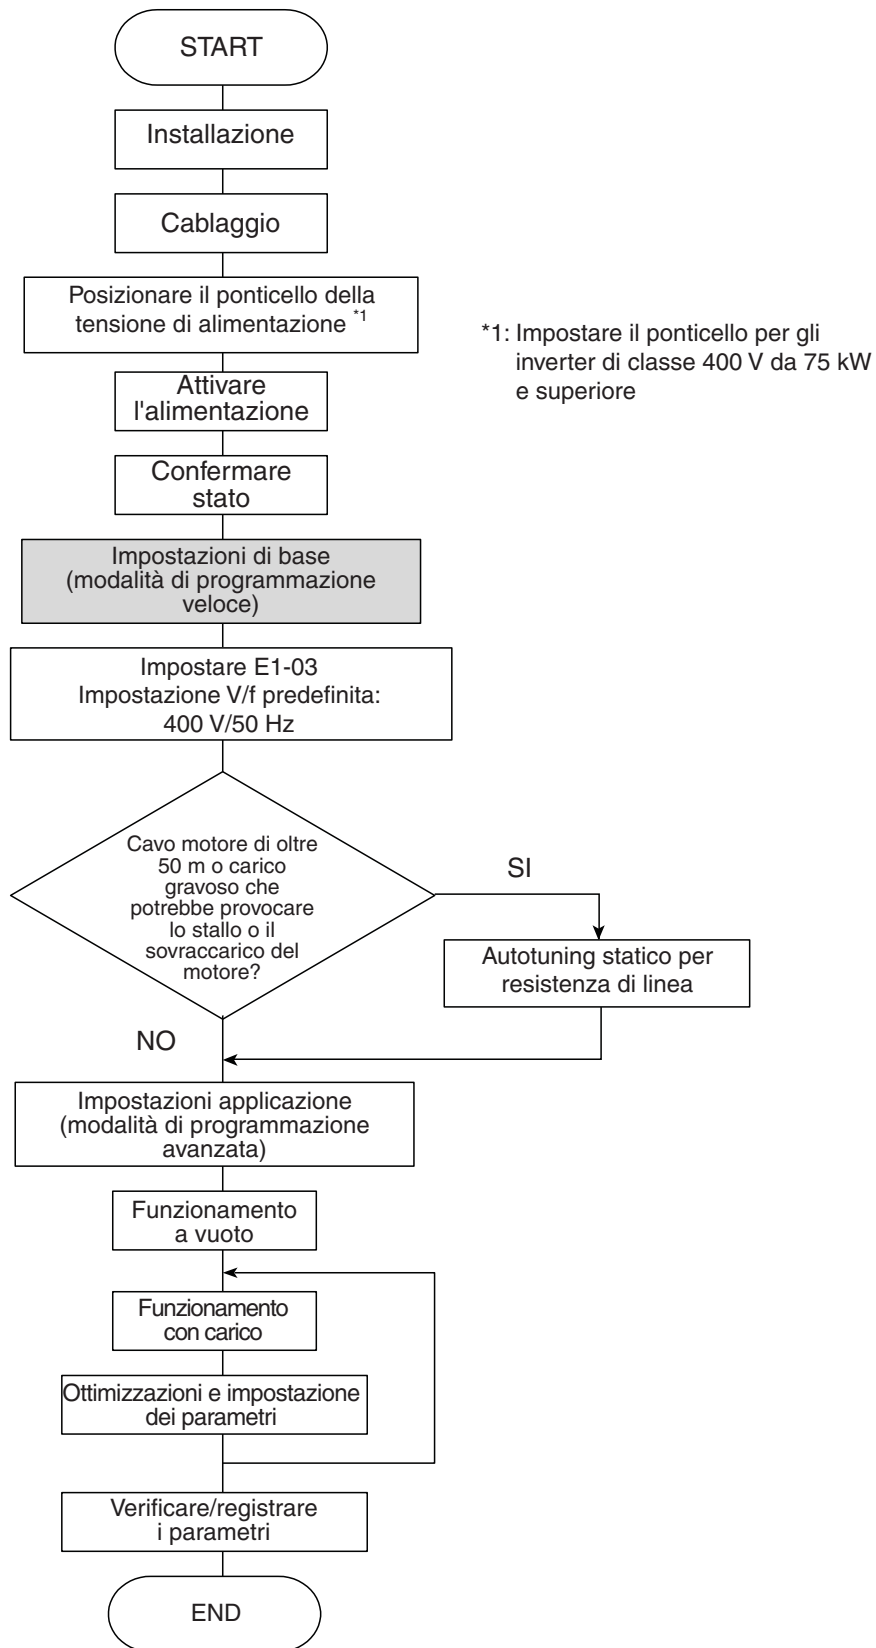 START
Installazione
Cablaggio
Posizionare il ponticello della
tensione di alimentazione *1
*1: Impostare il ponticello per gli
inverter di classe 400 V da 75 kW
e superiore
Attivare
l'alimentazione
Confermare
stato
Impostazioni di base
(modalità di programmazione
veloce)
Impostare E1-03
Impostazione V/f predefinita:
400 V/50 Hz
Cavo motore di oltre
50 m o carico
gravoso che
potrebbe provocare
lo stallo o il
sovraccarico del
motore?
SI
Autotuning statico per
resistenza di linea
NO
Impostazioni applicazione
(modalità di programmazione
avanzata)
Funzionamento
a vuoto
Funzionamento
con carico
Ottimizzazioni e impostazione
dei parametri
Verificare/registrare
i parametri
END